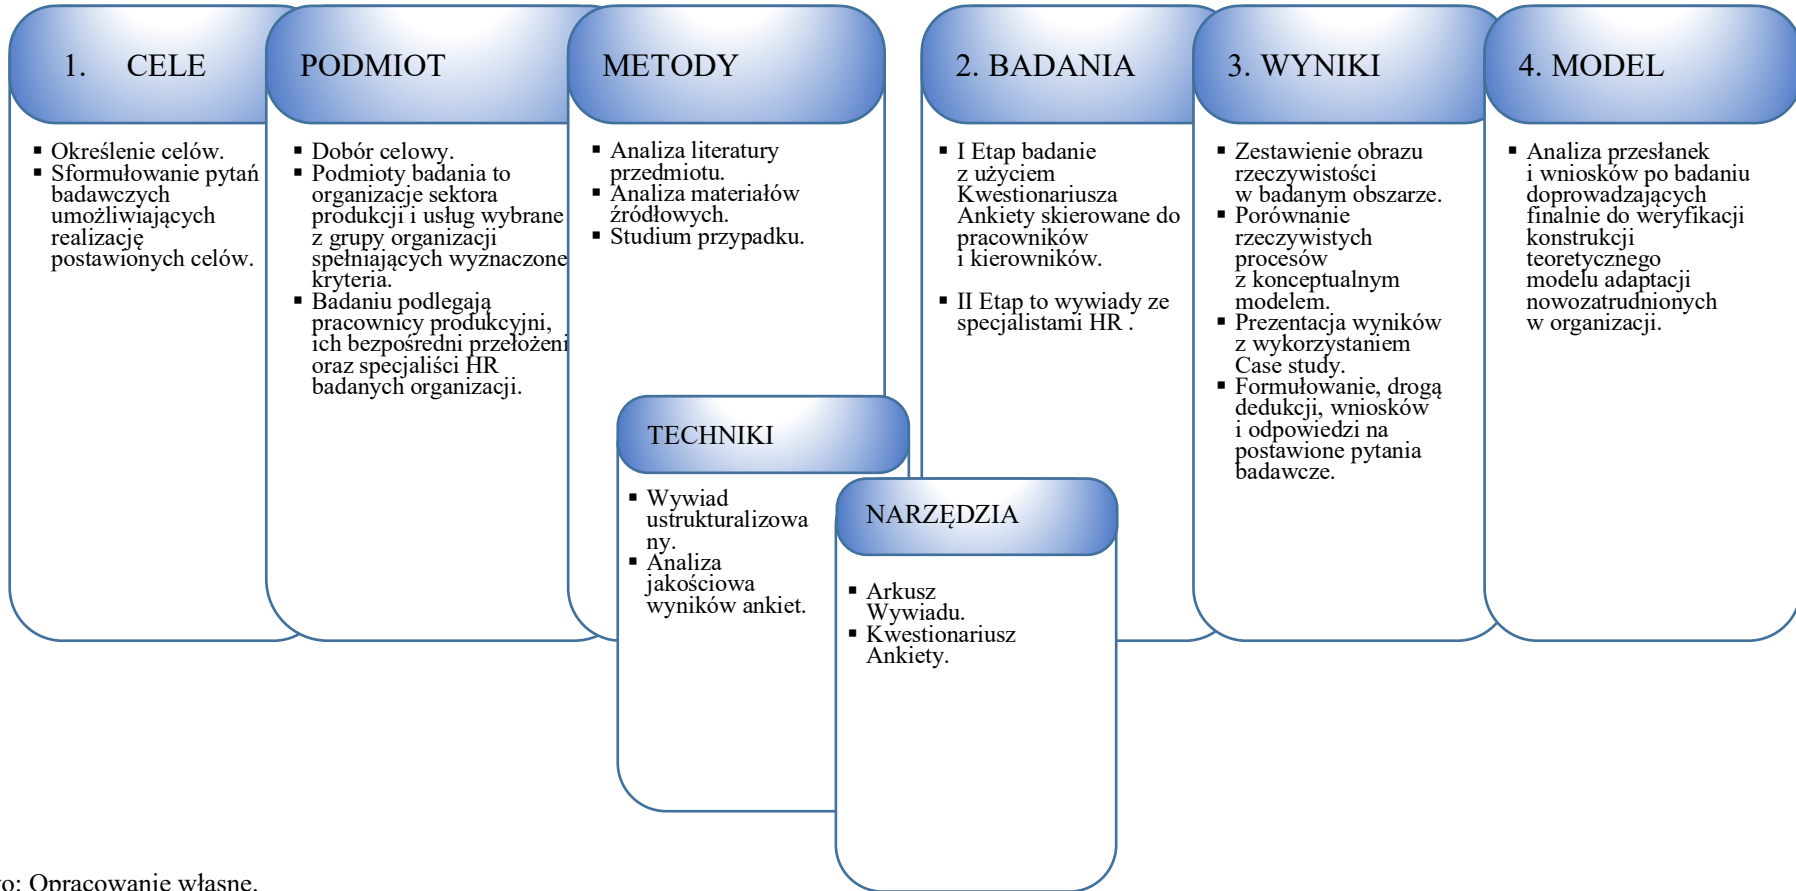 1. CELE
▪ Określenie celów.
▪ Sformułowanie pytań
badawczych
umożliwiających
realizację
postawionych celów.
PODMIOT
▪ Dobór celowy.
▪ Podmioty badania to
organizacje sektora
produkcji i usług wybrane
z grupy organizacji
spełniających wyznaczone
kryteria.
▪ Badaniu podlegają
pracownicy produkcyjni,
ich bezpośredni przełożeni
oraz specjaliści HR
badanych organizacji.
METODY
▪ Analiza literatury
przedmiotu.
▪ Analiza materiałów
źródłowych.
▪ Studium przypadku.
TECHNIKI
▪ Wywiad
ustrukturalizowa
ny.
▪ Analiza
jakościowa
wyników ankiet.
NARZĘDZIA
▪ Arkusz
Wywiadu.
▪ Kwestionariusz
Ankiety.
2. BADANIA
▪ I Etap badanie
z użyciem
Kwestionariusza
Ankiety skierowane do
pracowników
i kierowników.
▪ II Etap to wywiady ze
specjalistami HR .
3. WYNIKI
▪ Zestawienie obrazu
rzeczywistości
w badanym obszarze.
▪ Porównanie
rzeczywistych
procesów
z konceptualnym
modelem.
▪ Prezentacja wyników
z wykorzystaniem
Case study.
▪ Formułowanie, drogą
dedukcji, wniosków
i odpowiedzi na
postawione pytania
badawcze.
4. MODEL
▪ Analiza przesłanek
i wniosków po badaniu
doprowadzających
finalnie do weryfikacji
konstrukcji
teoretycznego
modelu adaptacji
nowozatrudnionych
w organizacji.
o: Opracowanie własne.